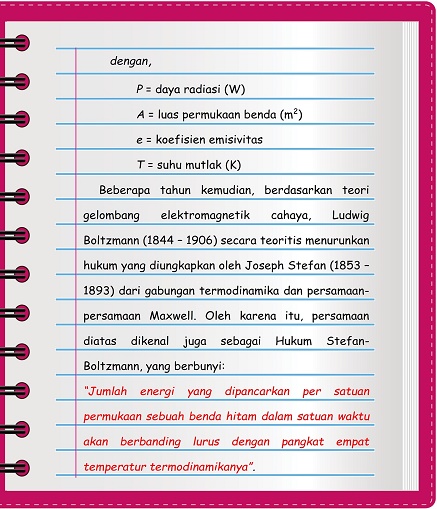 dengan,
P = daya radiasi (W)
A = luas permukaan benda (m²)
e = koefisien emisivitas
T = suhu mutlak (K)
Beberapa tahun kemudian, berdasarkan teori
gelombang elektromagnetik cahaya, Ludwig
Boltzmann (1844 – 1906) secara teoritis menurunkan
hukum yang diungkapkan oleh Joseph Stefan (1853 –
1893) dari gabungan termodinamika dan persamaan-
persamaan Maxwell. Oleh karena itu, persamaan
diatas dikenal juga sebagai Hukum Stefan-
Boltzmann, yang berbunyi:
"Jumlah energi yang dipancarkan per satuan
permukaan sebuah benda hitam dalam satuan waktu
akan berbanding lurus dengan pangkat empat
temperatur termodinamikanya".